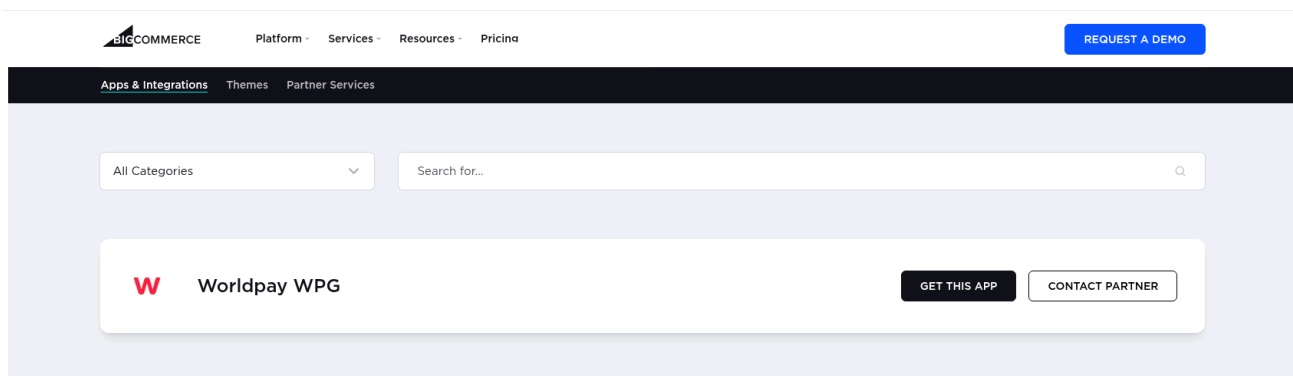 BIGCOMMERCE Platform Services Resources Pricing REQUEST A DEMO
Apps & Integrations Themes Partner Services
All Categories Search for...
W Worldpay WPG GET THIS APP CONTACT PARTNER